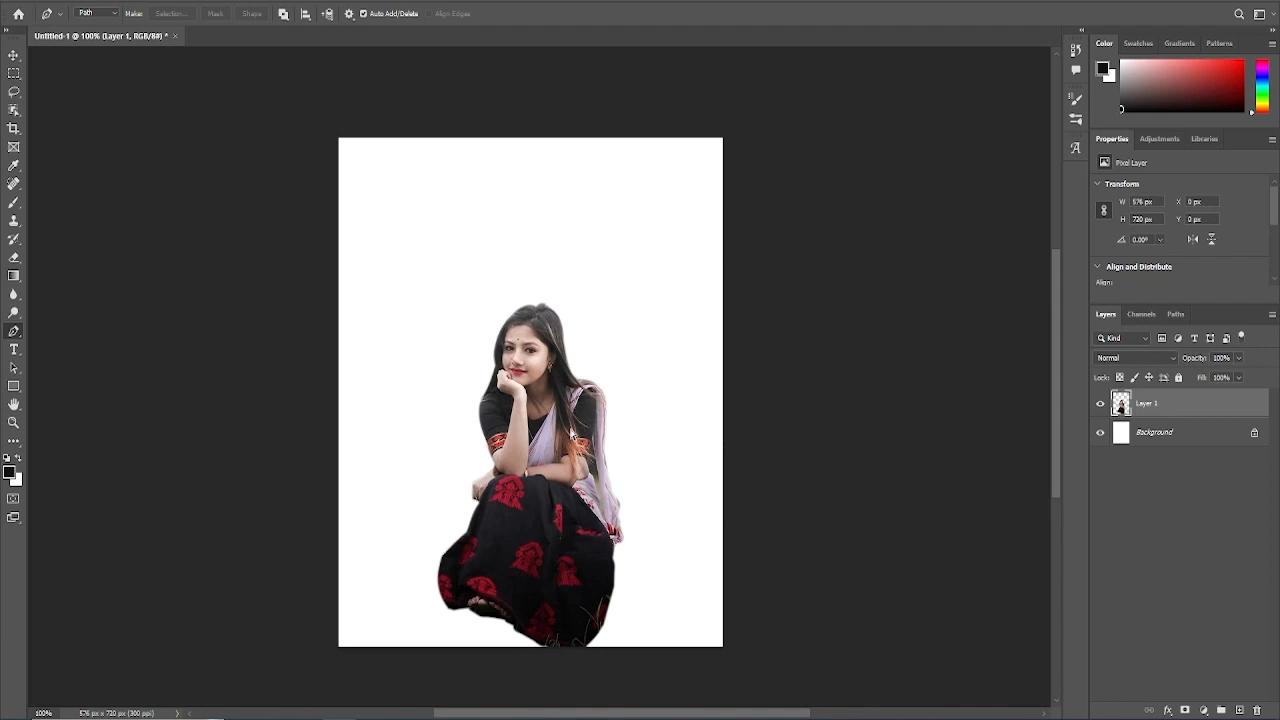 Path Make: Selection... Mask Shape Auto Add/Delete Align Edges
Untitled-1 @ 100% (Layer 1, RGB/8#) * ×
Color Swatches Gradients Patterns
Properties Adjustments Libraries
Pixel Layer
Transform
W 576 px X 0 px
H 720 px Y 0 px
0.00°
Align and Distribute
Align:
Layers Channels Paths
Kind
Normal Opacity: 100%
Lock: Fill: 100%
Layer 1
Background
100% 576 px x 720 px (300 ppi)